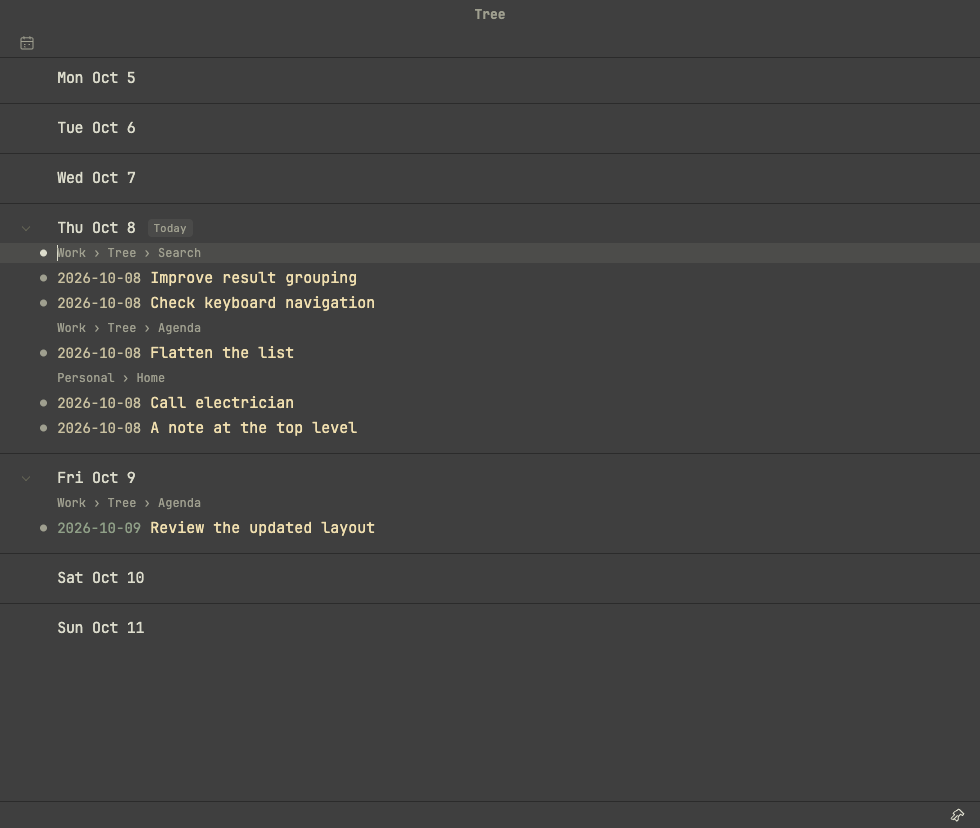 Tree
Mon Oct 5
Tue Oct 6
Wed Oct 7
Thu Oct 8 Today
Work › Tree › Search
2026-10-08 Improve result grouping
2026-10-08 Check keyboard navigation
Work › Tree › Agenda
2026-10-08 Flatten the list
Personal › Home
2026-10-08 Call electrician
2026-10-08 A note at the top level
Fri Oct 9
Work › Tree › Agenda
2026-10-09 Review the updated layout
Sat Oct 10
Sun Oct 11